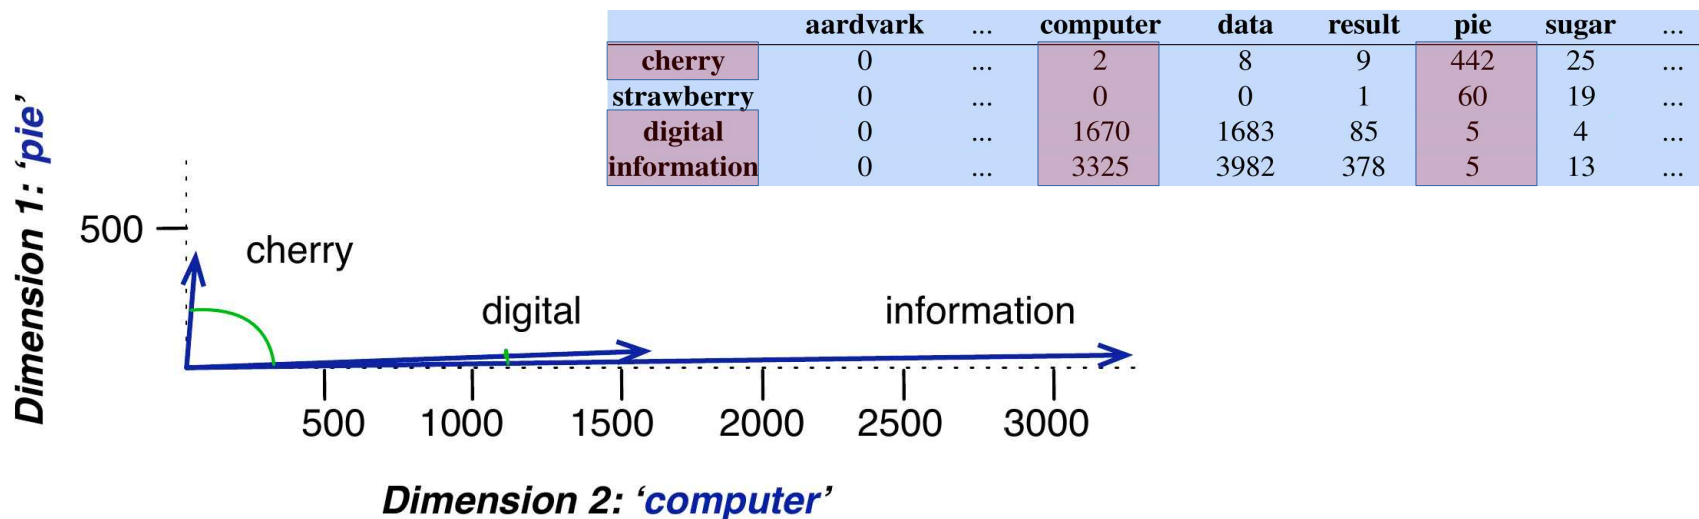 aardvark ... computer data result pie sugar ...
cherry 0 ... 2 8 9 442 25 ...
strawberry 0 ... 0 0 1 60 19 ...
digital 0 ... 1670 1683 85 5 4 ...
information 0 ... 3325 3982 378 5 13 ...
Dimension 1: ‘pie’
500
cherry
digital information
500 1000 1500 2000 2500 3000
Dimension 2: ‘computer’